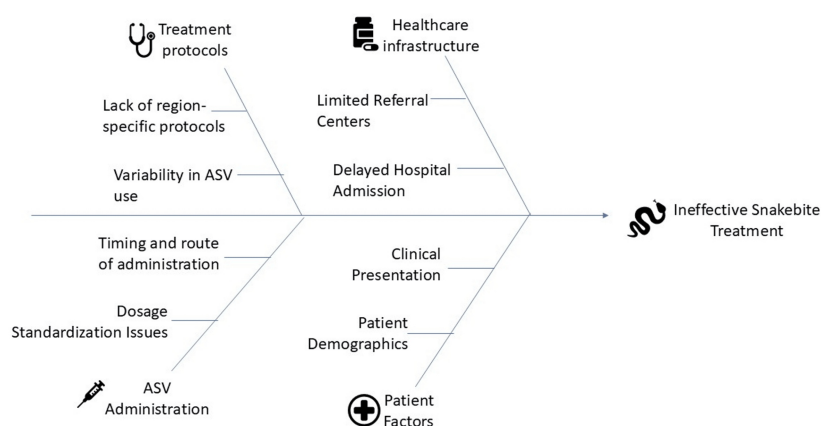 Treatment
protocols
Healthcare
infrastructure
Lack of region-
specific protocols
Limited Referral
Centers
Variability in ASV
use
Delayed Hospital
Admission
Ineffective Snakebite
Treatment
Timing and route
of administration
Clinical
Presentation
Dosage
Standardization Issues
Patient
Demographics
ASV
Administration
Patient
Factors